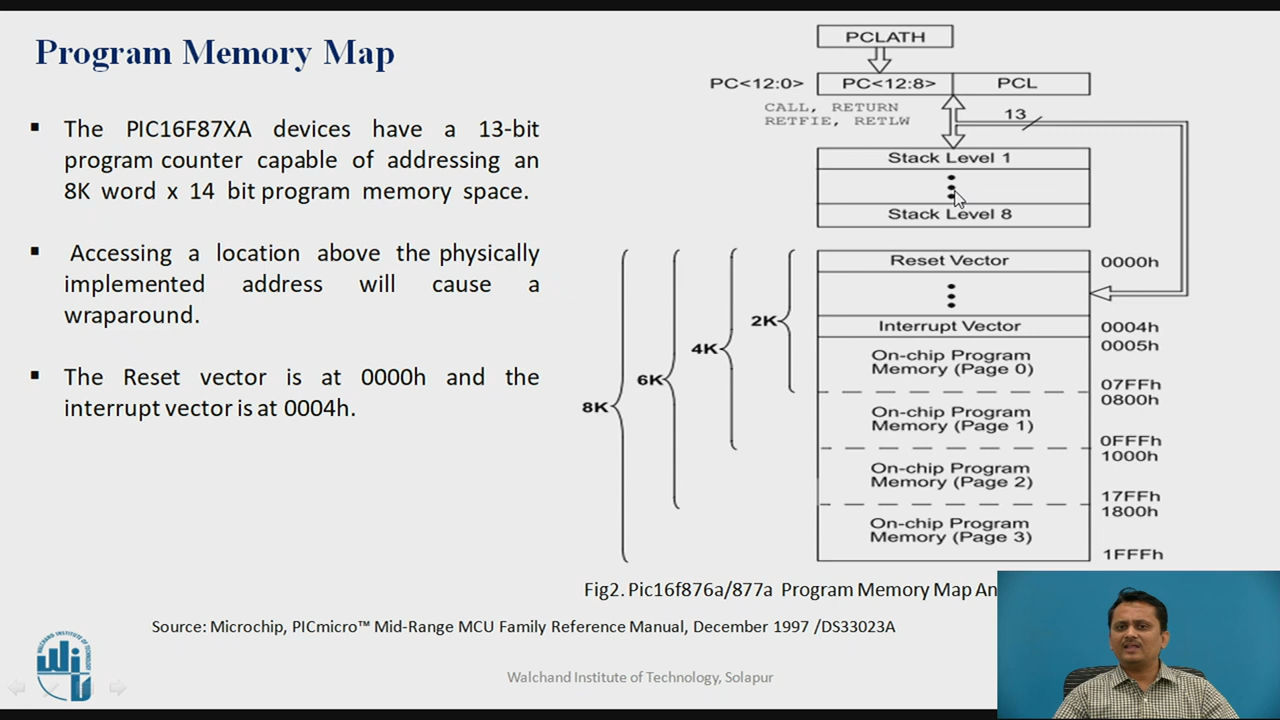 Program Memory Map
▪ The PIC16F87XA devices have a 13-bit
program counter capable of addressing an
8K word x 14 bit program memory space.
▪ Accessing a location above the physically
implemented address will cause a
wraparound.
▪ The Reset vector is at 0000h and the
interrupt vector is at 0004h.
PCLATH
PC<12:0> PC<12:8> PCL
CALL, RETURN
RETFIE, RETLW
13
Stack Level 1
Stack Level 8
Reset Vector 0000h
Interrupt Vector 0004h
0005h
On-chip Program
Memory (Page 0)
07FFh
0800h
On-chip Program
Memory (Page 1)
0FFFh
1000h
On-chip Program
Memory (Page 2)
17FFh
1800h
On-chip Program
Memory (Page 3)
1FFFh
2K
4K
6K
8K
Fig2. Pic16f876a/877a Program Memory Map An
Source: Microchip, PICmicro™ Mid-Range MCU Family Reference Manual, December 1997 /DS33023A
Walchand Institute of Technology, Solapur